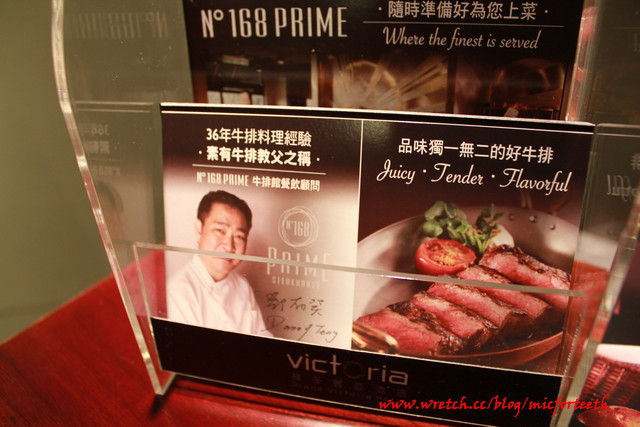 N°168 PRIME
隨時準備好為您上菜
Where the finest is served
36年牛排料理經驗
· 素有牛排教父之稱 ·
N°168 PRIME 牛排館餐飲顧問
N°168
PRIME
STEAKHOUSE
品味獨一無二的好牛排
Juicy · Tender · Flavorful
victoria
www.wretch.cc/blog/micforteeth